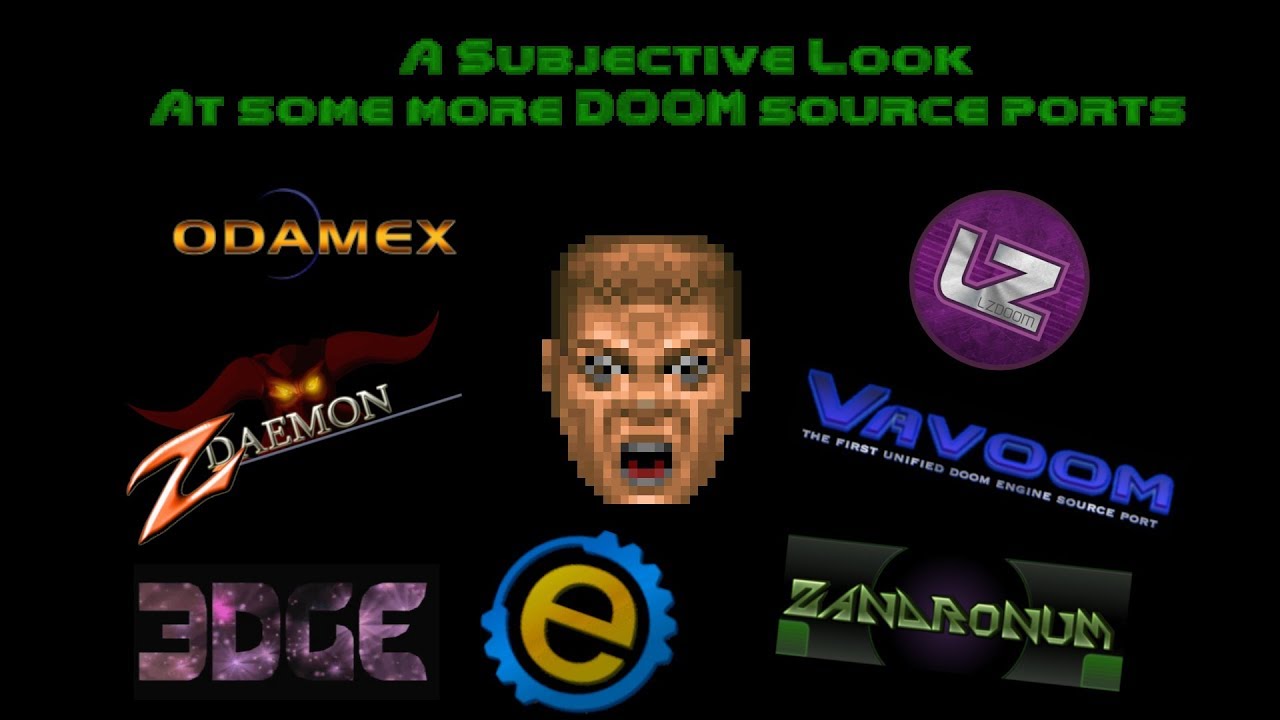 A Subjective Look
At some more DOOM source ports
ODAMEX
LZ
LZDOOM
ZDAEMON
VAVOOM
THE FIRST UNIFIED DOOM ENGINE SOURCE PORT
3DGE
e
ZANDRONUM